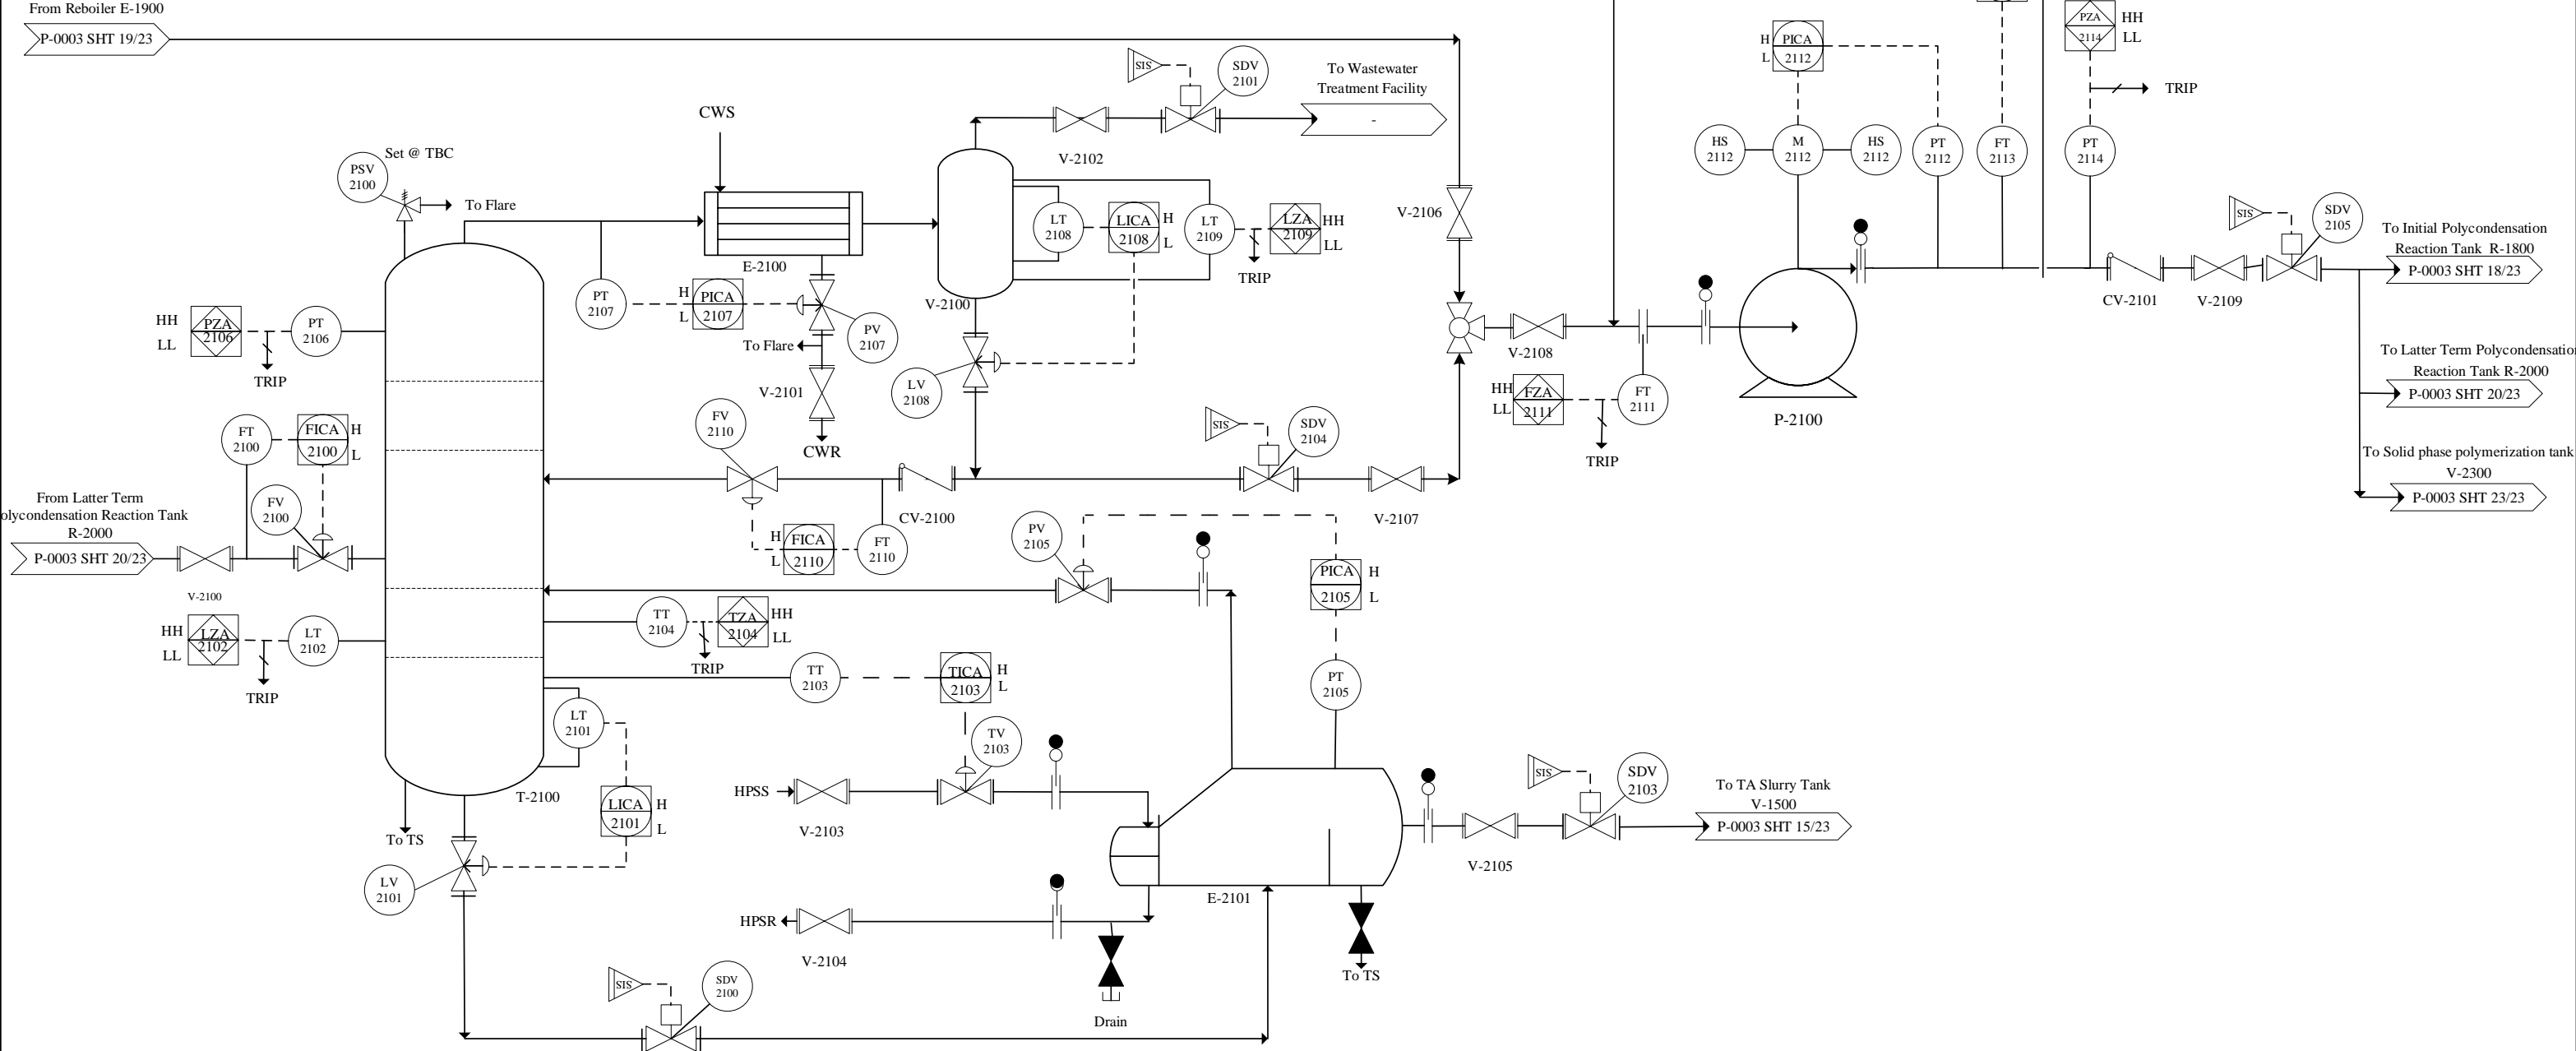 From Reboiler E-1900
P-0003 SHT 19/23
SIS
SDV
2101
To Wastewater
Treatment Facility
-
V-2102
CWS
PSV
2100
Set @ TBC
To Flare
E-2100
PT
2107
H
L
PICA
2107
PV
2107
To Flare
V-2101
CWR
V-2100
LT
2108
LICA
2108
H
L
LT
2109
LZA
2109
HH
LL
TRIP
LV
2108
HH
LL
PZA
2106
PT
2106
TRIP
FT
2100
FICA
2100
H
L
FV
2100
From Latter Term
olycondensation Reaction Tank
R-2000
P-0003 SHT 20/23
V-2100
HH
LL
LZA
2102
LT
2102
TRIP
FV
2110
CV-2100
H
L
FICA
2110
FT
2110
SIS
SDV
2104
V-2107
V-2106
V-2108
HH
LL
FZA
2111
FT
2111
TRIP
P-2100
H
L
PICA
2112
HS
2112
M
2112
HS
2112
PT
2112
FT
2113
PZA
2114
HH
LL
TRIP
PT
2114
CV-2101
V-2109
SIS
SDV
2105
To Initial Polycondensation
Reaction Tank R-1800
P-0003 SHT 18/23
To Latter Term Polycondensatio
Reaction Tank R-2000
P-0003 SHT 20/23
To Solid phase polymerization tank
V-2300
P-0003 SHT 23/23
PV
2105
PICA
2105
H
L
PT
2105
TT
2104
TZA
2104
HH
LL
TRIP
TT
2103
TICA
2103
H
L
TV
2103
LT
2101
LICA
2101
H
L
T-2100
To TS
LV
2101
HPSS
V-2103
HPSR
V-2104
E-2101
Drain
To TS
V-2105
SIS
SDV
2103
To TA Slurry Tank
V-1500
P-0003 SHT 15/23
SIS
SDV
2100